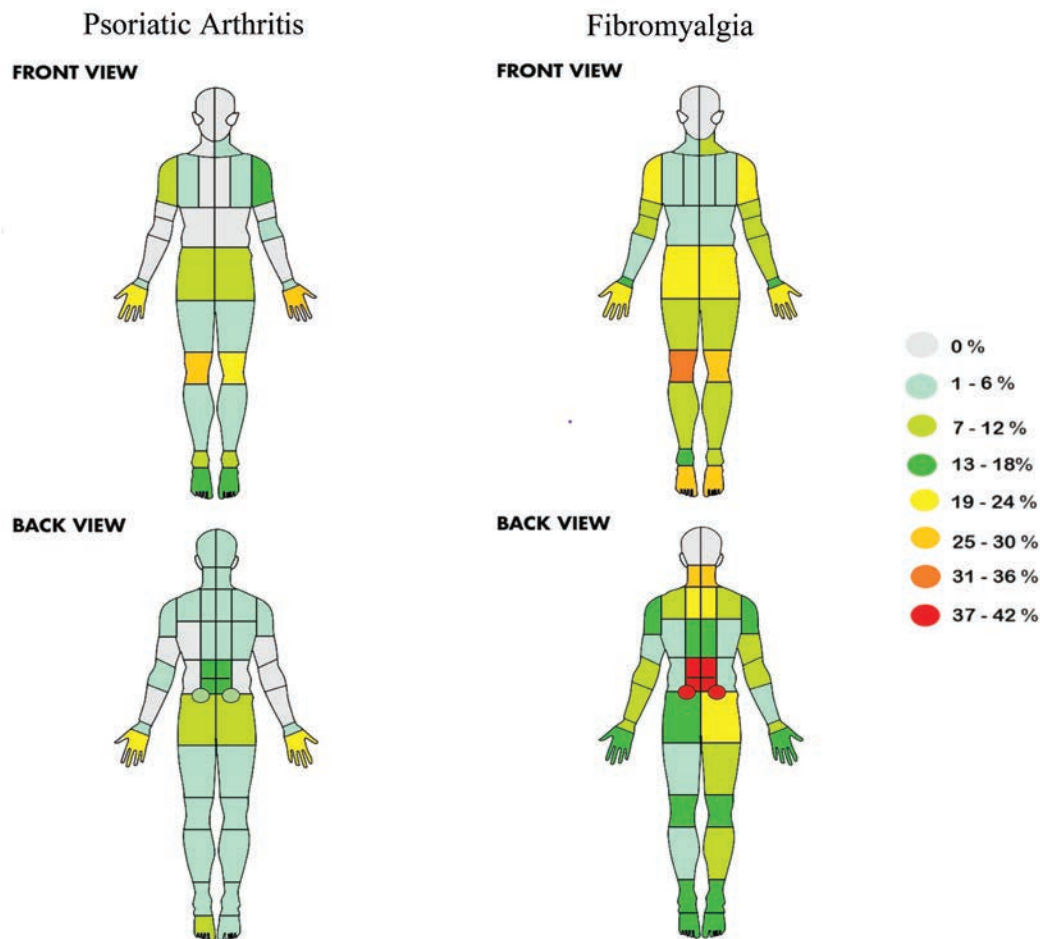 Psoriatic Arthritis
Fibromyalgia
FRONT VIEW
FRONT VIEW
0 %
1 - 6 %
7 - 12 %
13 - 18%
19 - 24 %
25 - 30 %
31 - 36 %
37 - 42 %
BACK VIEW
BACK VIEW